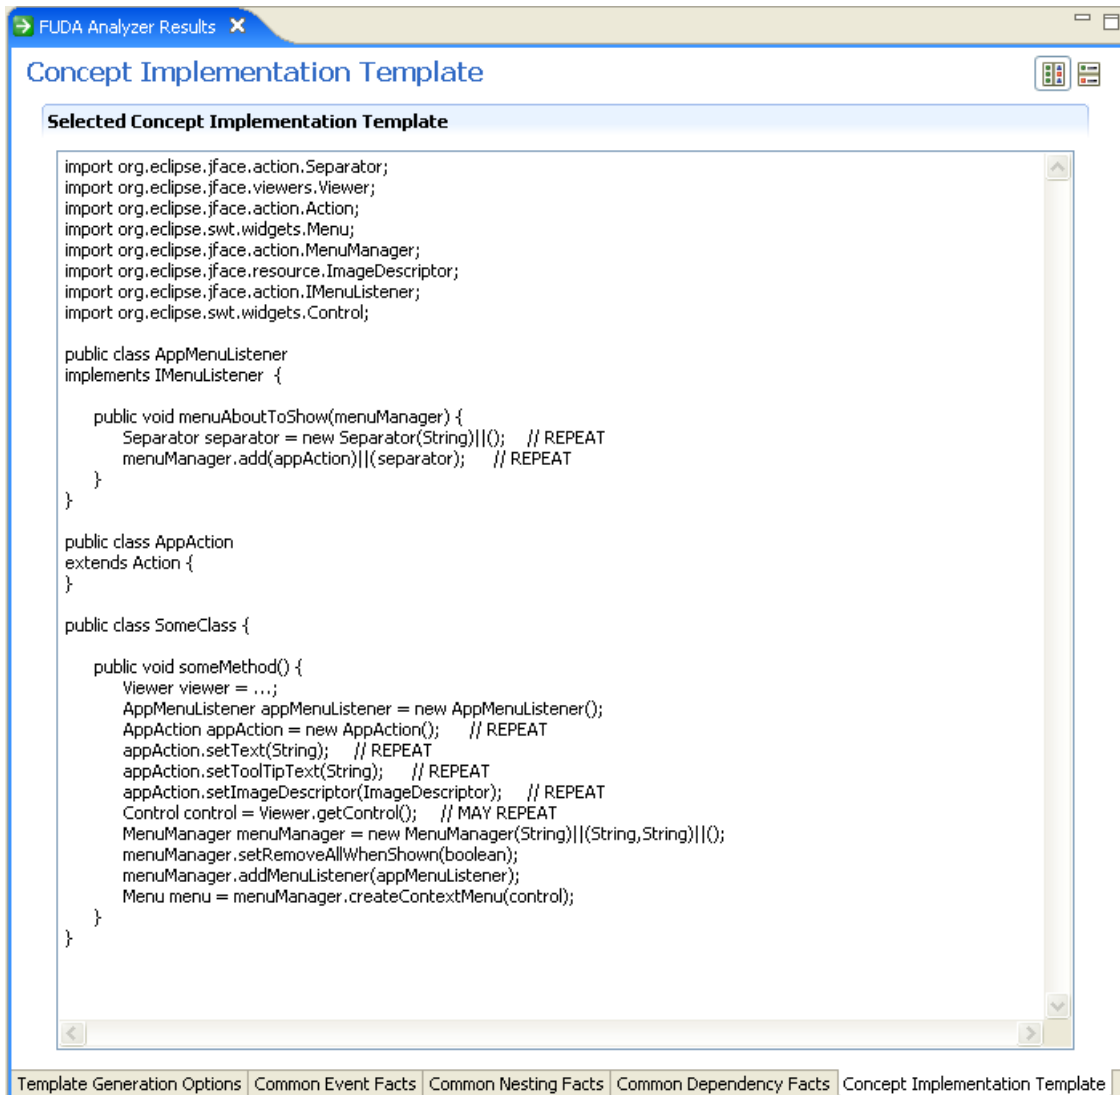 FUDA Analyzer Results
Concept Implementation Template
Selected Concept Implementation Template
import org.eclipse.jface.action.Separator;
import org.eclipse.jface.viewers.Viewer;
import org.eclipse.jface.action.Action;
import org.eclipse.swt.widgets.Menu;
import org.eclipse.jface.action.MenuManager;
import org.eclipse.jface.resource.ImageDescriptor;
import org.eclipse.jface.action.IMenuListener;
import org.eclipse.swt.widgets.Control;
public class AppMenuListener
implements IMenuListener  {
public void menuAboutToShow(menuManager) {
Separator separator = new Separator(String)||();    // REPEAT
menuManager.add(appAction)||(separator);    // REPEAT
}
}
public class AppAction
extends Action {
}
public class SomeClass {
public void someMethod() {
Viewer viewer = ...;
AppMenuListener appMenuListener = new AppMenuListener();
AppAction appAction = new AppAction();    // REPEAT
appAction.setText(String);    // REPEAT
appAction.setToolTipText(String);    // REPEAT
appAction.setImageDescriptor(ImageDescriptor);    // REPEAT
Control control = Viewer.getControl();    // MAY REPEAT
MenuManager menuManager = new MenuManager(String)||(String,String)||();
menuManager.setRemoveAllWhenShown(boolean);
menuManager.addMenuListener(appMenuListener);
Menu menu = menuManager.createContextMenu(control);
}
}
Template Generation Options Common Event Facts Common Nesting Facts Common Dependency Facts Concept Implementation Template